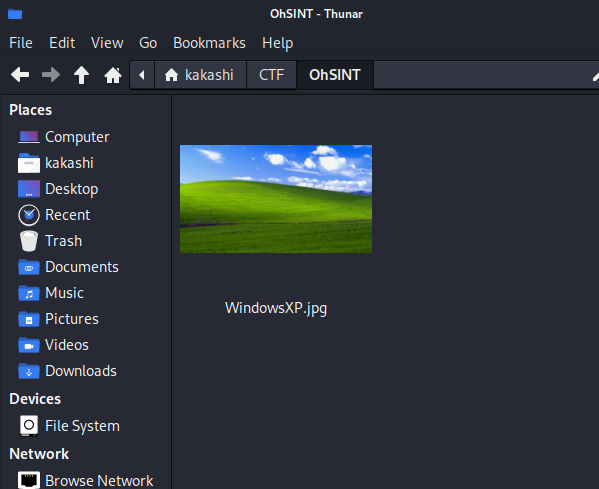 OhSINT - Thunar
File Edit View Go Bookmarks Help
kakashi CTF OhSINT
Places
Computer
kakashi
Desktop
Recent
Trash
Documents
Music
Pictures
Videos
Downloads
Devices
File System
Network
Browse Network
WindowsXP.jpg